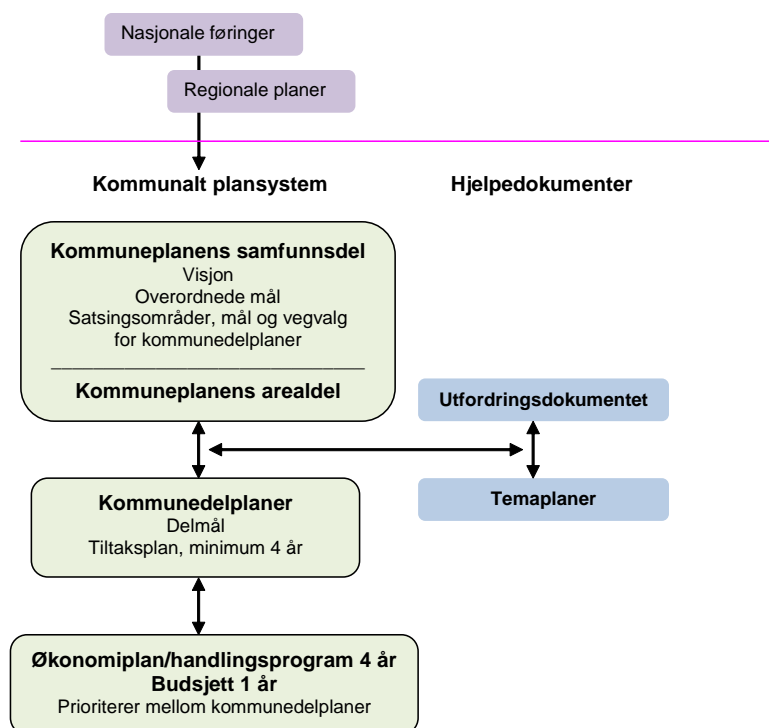 Nasjonale føringer
Regionale planer
Kommunalt plansystem
Hjelpedokumenter
Kommuneplanens samfunnsdel
Visjon
Overordnede mål
Satsingsområder, mål og vegvalg
for kommunedelplaner
Kommuneplanens arealdel
Utfordringsdokumentet
Kommunedelplaner
Delmål
Tiltaksplan, minimum 4 år
Temaplaner
Økonomiplan/handlingsprogram 4 år
Budsjett 1 år
Prioriterer mellom kommunedelplaner